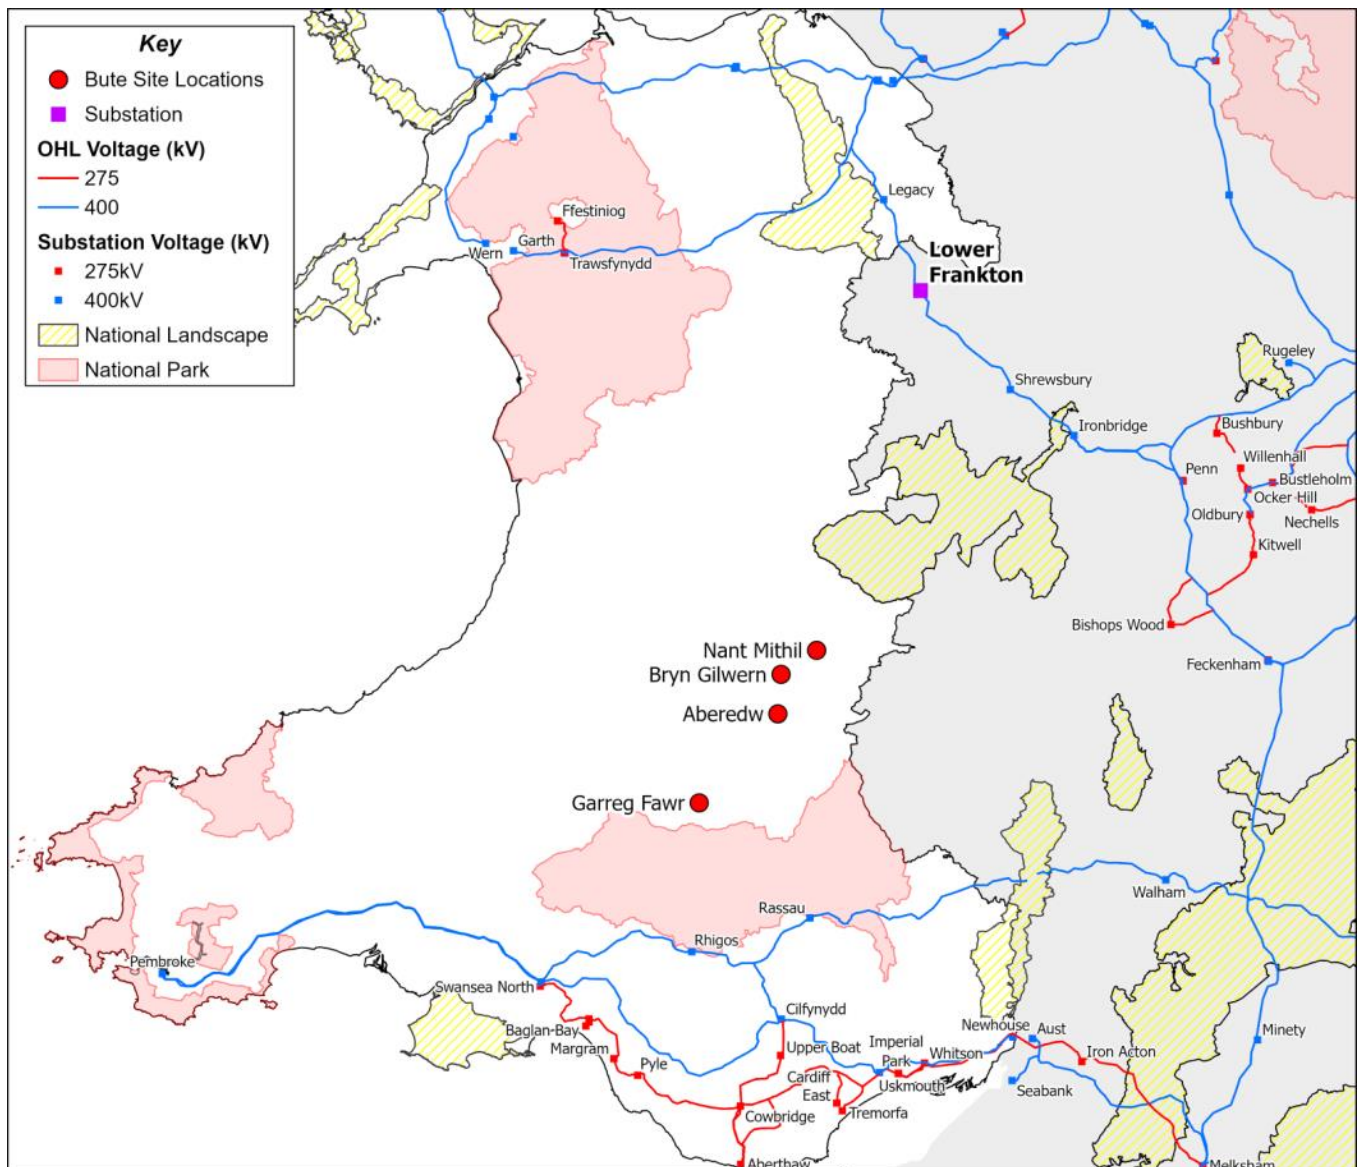 Key
Bute Site Locations
Substation
OHL Voltage (kV)
275
400
Substation Voltage (kV)
275kV
400kV
National Landscape
National Park
Legacy
Ffestiniog
Garth
Wern
Trawsfynydd
Lower
Frankton
Rugeley
Shrewsbury
Ironbridge
Bushbury
Willenhall
Penn
Bustleholm
Ocker Hill
Oldbury
Nechells
Kitwell
Bishops Wood
Feckenham
Nant Mithil
Bryn Gilwern
Aberedw
Garreg Fawr
Walham
Rassau
Rhigos
Pembroke
Swansea North
Cilfynydd
Baglan-Bay
Margram
Pyle
Upper Boat
Imperial
Park
Whitson
Newhouse
Aust
Minety
Iron Acton
Cardiff
East
Uskmouth
Seabank
Tremorfa
Cowbridge
Aberthaw
Melksham